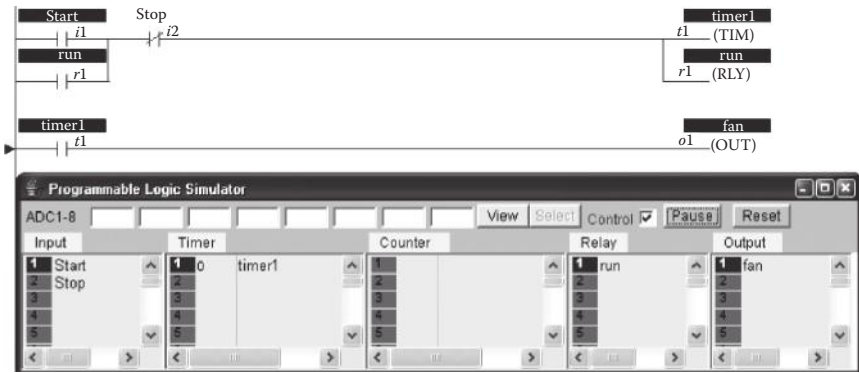 Start Stop timer1
i1 i2 t1 (TIM)
run run
r1 r1 (RLY)
timer1 fan
t1 o1 (OUT)
Programmable Logic Simulator
ADC1-8 View Select Control Pause Reset
Input Timer Counter Relay Output
1 Start 1 0 timer1 1 1 run 1 fan
2 Stop 2 2 2 2
3 3 3 3 3
4 4 4 4 4
5 5 5 5 5